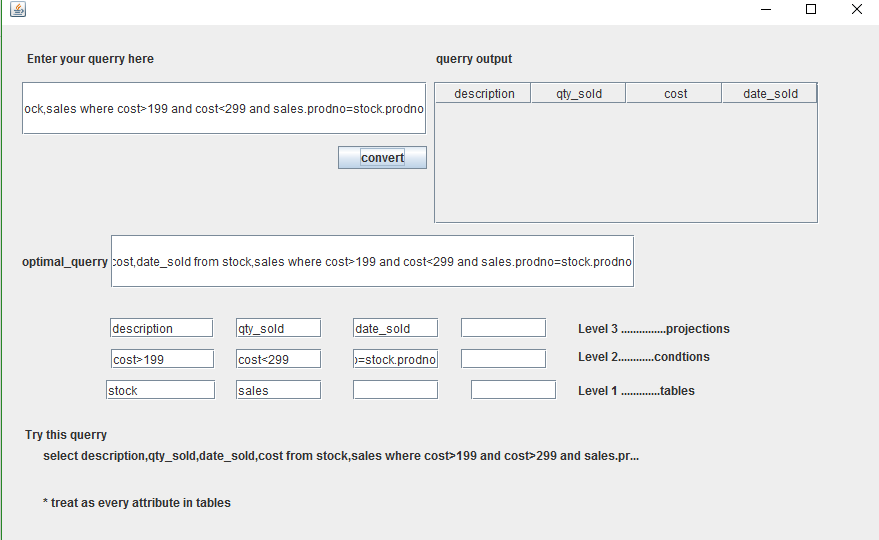 Enter your querry here
querry output
ock,sales where cost>199 and cost<299 and sales.prodno=stock.prodno
description qty_sold cost date_sold
convert
optimal_querry cost,date_sold from stock,sales where cost>199 and cost<299 and sales.prodno=stock.prodno
description qty_sold date_sold Level 3 ...............projections
cost>199 cost<299 o=stock.prodno Level 2............condtions
stock sales Level 1 .............tables
Try this querry
select description,qty_sold,date_sold,cost from stock,sales where cost>199 and cost>299 and sales.pr...
* treat as every attribute in tables